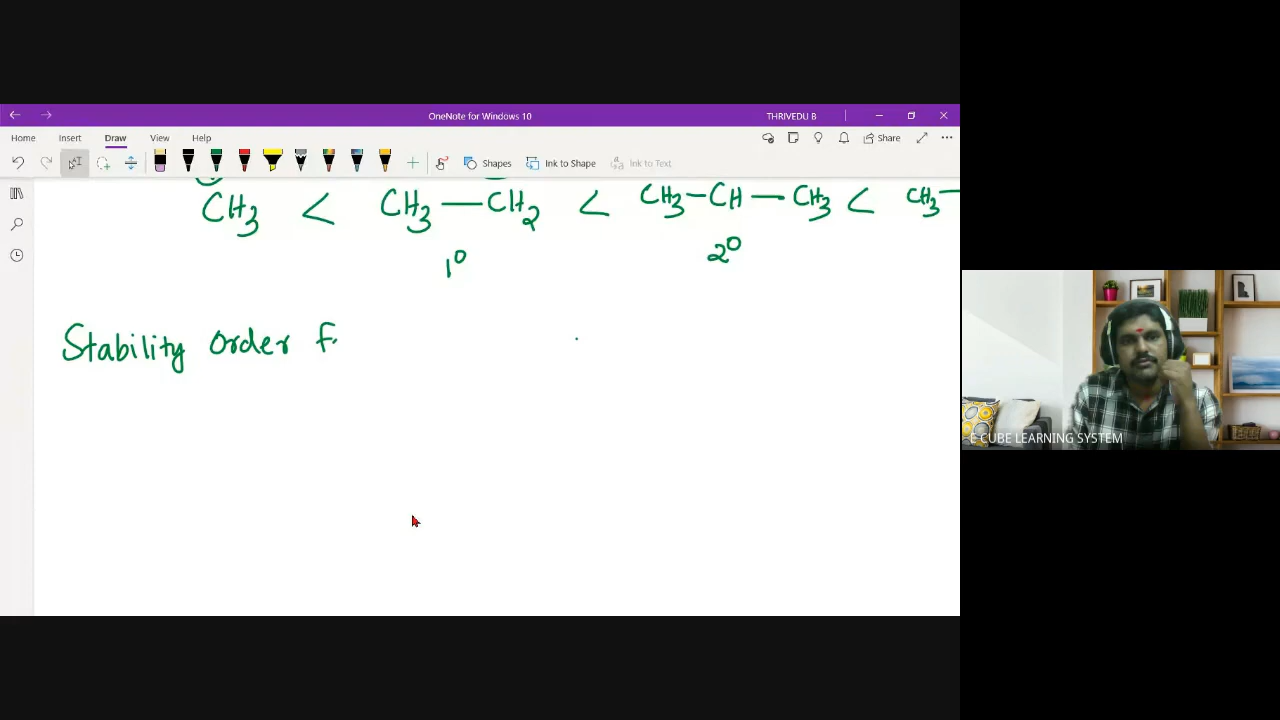 OneNote for Windows 10
THRIVEDU B
Home Insert Draw View Help
Share
Shapes Ink to Shape Ink to Text
CH3 < CH3—CH2 < CH3—CH—CH3 < CH3—
1° 2°
Stability Order f
E CUBE LEARNING SYSTEM